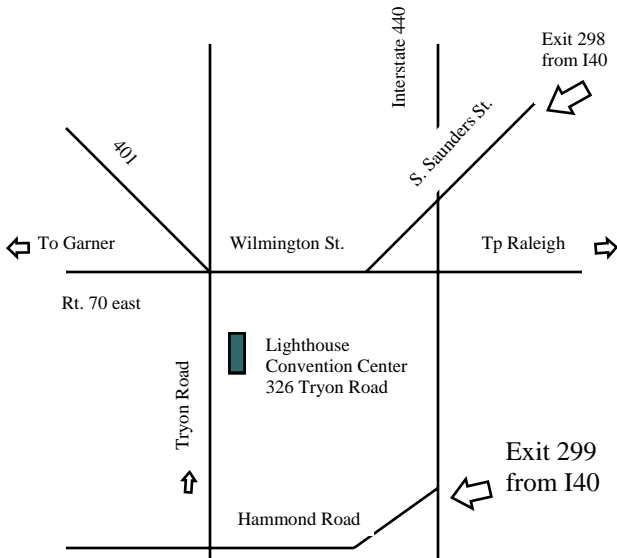 Exit 298
from I40
Interstate 440
S. Saunders St.
401
To Garner
Wilmington St.
Tp Raleigh
Rt. 70 east
Lighthouse
Convention Center
326 Tryon Road
Tryon Road
Exit 299
from I40
Hammond Road